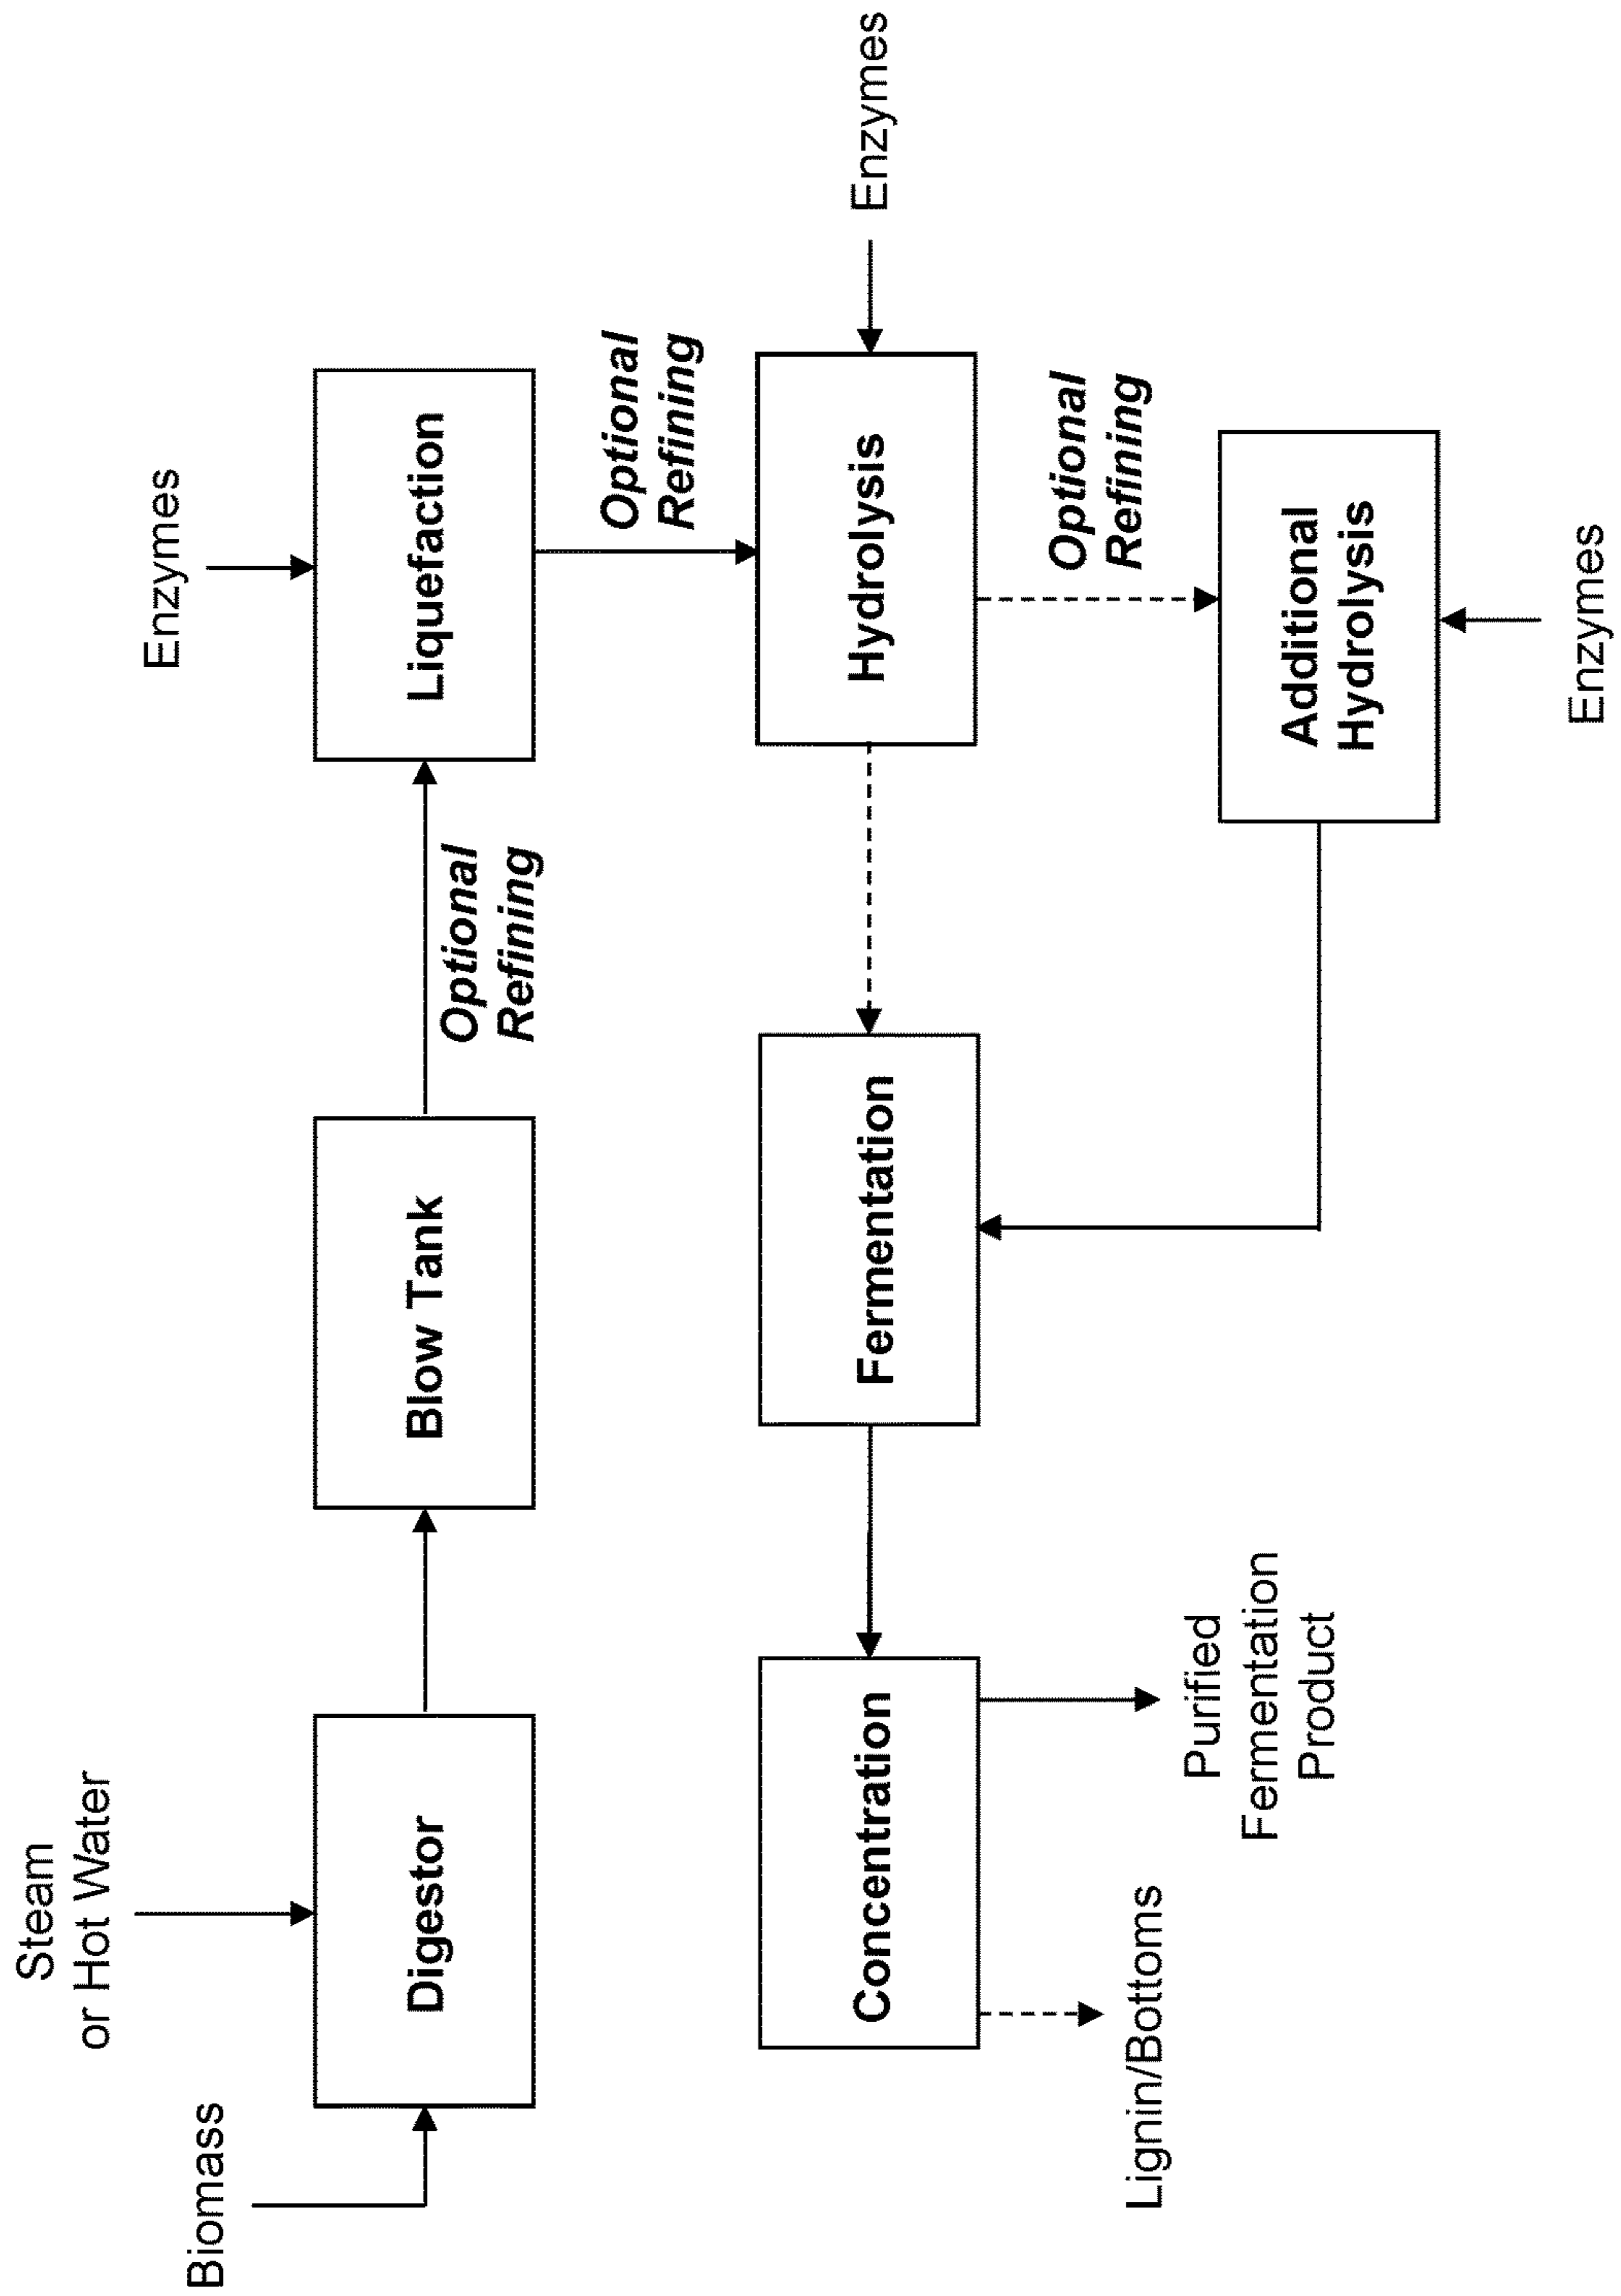 Steam
or Hot Water
Biomass
Digestor
Blow Tank
Optional
Refining
Enzymes
Liquefaction
Optional
Refining
Enzymes
Hydrolysis
Optional
Refining
Additional
Hydrolysis
Enzymes
Fermentation
Concentration
Lignin/Bottoms
Purified
Fermentation
Product